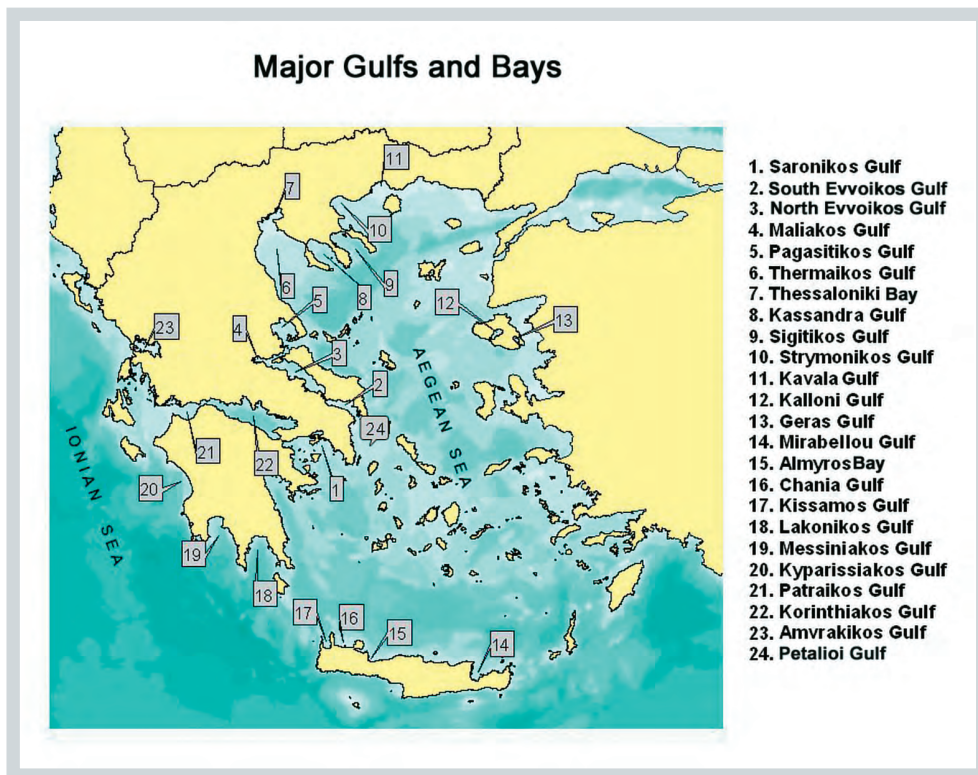 Major Gulfs and Bays
11
7
10
6
9
8
5
12
13
23
4
3
2
24
21
22
1
20
19
18
17
16
15
14
AEGEAN SEA
IONIAN SEA
1. Saronikos Gulf
2. South Evvoikos Gulf
3. North Evvoikos Gulf
4. Maliakos Gulf
5. Pagasitikos Gulf
6. Thermaikos Gulf
7. Thessaloniki Bay
8. Kassandra Gulf
9. Sigitikos Gulf
10. Strymonikos Gulf
11. Kavala Gulf
12. Kalloni Gulf
13. Geras Gulf
14. Mirabellou Gulf
15. AlmyrosBay
16. Chania Gulf
17. Kissamos Gulf
18. Lakonikos Gulf
19. Messiniakos Gulf
20. Kyparissiakos Gulf
21. Patraikos Gulf
22. Korinthiakos Gulf
23. Amvrakikos Gulf
24. Petalioi Gulf